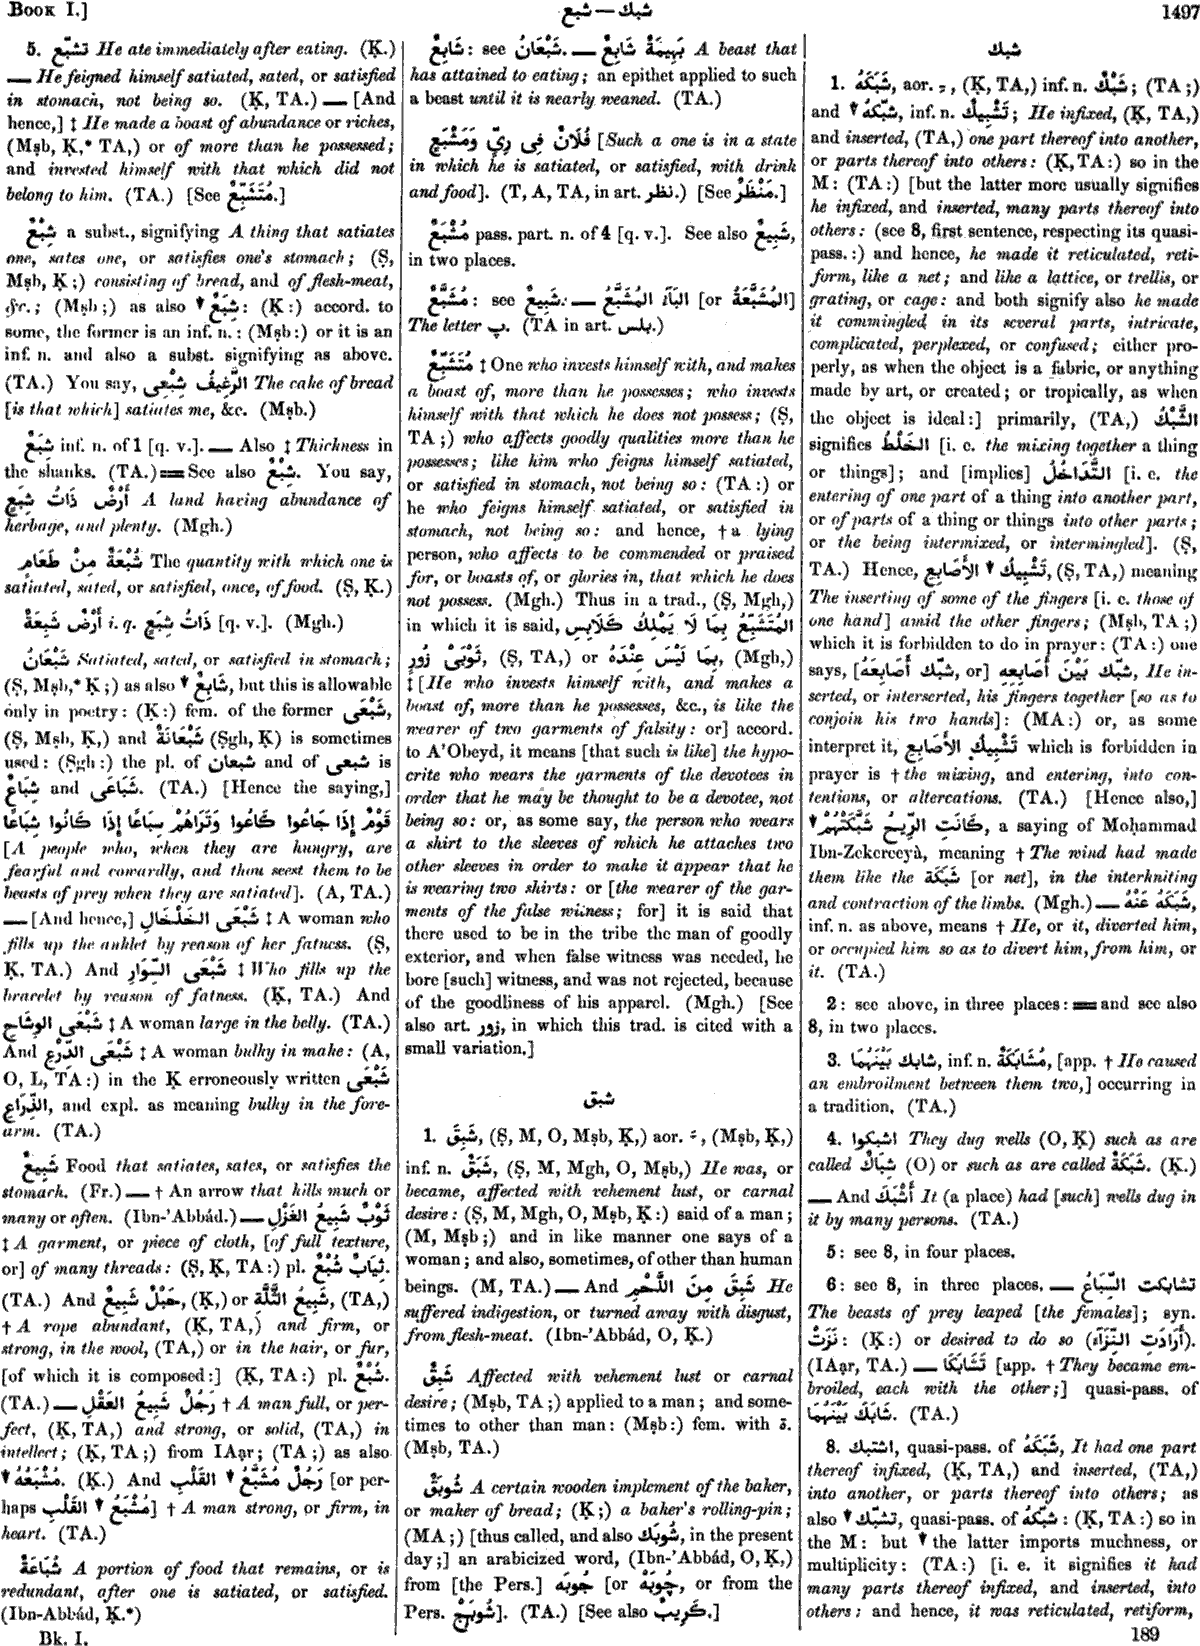 Book I.]
شبك — شبع
1497
5. تشبّع He ate immediately after eating. (Ḳ.)
— He feigned himself satiated, sated, or satisfied
in stomach, not being so. (Ḳ, TA.) — [And
hence,] ‡ He made a boast of abundance or riches,
(Mṣb, Ḳ,* TA,) or of more than he possessed;
and invested himself with that which did not
belong to him. (TA.) [See مُتَشَبِّعٌ.]
شِبْعٌ a subst., signifying A thing that satiates
one, sates one, or satisfies one's stomach; (Ṣ,
Mṣb, Ḳ;) consisting of bread, and of flesh-meat,
&c.; (Mṣb;) as also ▼ شِبَعٌ: (Ḳ:) accord. to
some, the former is an inf. n.: (Mṣb:) or it is an
inf. n. and also a subst. signifying as above.
(TA.) You say, الرَّغِيفُ شِبْعِى The cake of bread
[is that which] satiates me, &c. (Mṣb.)
شِبَعٌ inf. n. of 1 [q. v.]. — Also ‡ Thickness in
the shanks. (TA.) == See also شِبْعٌ. You say,
أَرْضٌ ذَاتُ شِبَعٍ A land having abundance of
herbage, and plenty. (Mgh.)
شُبْعَةٌ مِنْ طَعَامٍ The quantity with which one is
satiated, sated, or satisfied, once, of food. (Ṣ, Ḳ.)
أَرْضٌ شَبِعَةٌ i. q. ذَاتُ شِبَعٍ [q. v.]. (Mgh.)
شَبْعَانُ Satiated, sated, or satisfied in stomach;
(Ṣ, Mṣb,* Ḳ;) as also ▼ شَابِعٌ, but this is allowable
only in poetry: (Ḳ:) fem. of the former شَبْعَى,
(Ṣ, Mṣb, Ḳ,) and شَبْعَانَةٌ (Ṣgh, Ḳ) is sometimes
used: (Ṣgh:) the pl. of شبعان and of شبعى is
شِبَاعٌ and شَبَاعَى. (TA.) [Hence the saying,]
قَوْمٌ إِذَا جَاعُوا كَاعُوا وَتَرَاهُمْ سِبَاعًا إِذَا كَانُوا شِبَاعًا
[A people who, when they are hungry, are
fearful and cowardly, and thou seest them to be
beasts of prey when they are satiated]. (A, TA.)
— [And hence,] شَبْعَى الخَلْخَالِ ‡ A woman who
fills up the anklet by reason of her fatness. (Ṣ,
Ḳ, TA.) And شَبْعَى السِّوَارِ ‡ Who fills up the
bracelet by reason of fatness. (Ḳ, TA.) And
شَبْعَى الوِشَاحِ ‡ A woman large in the belly. (TA.)
And شَبْعَى الدِّرْعِ ‡ A woman bulky in make: (A,
O, L, TA:) in the Ḳ erroneously written شَبْعَى
الذِّرَاعِ, and expl. as meaning bulky in the fore-
arm. (TA.)
شَبِيعٌ Food that satiates, sates, or satisfies the
stomach. (Fr.) — † An arrow that kills much or
many or often. (Ibn-'Abbád.) — ثَوْبٌ شَبِيعُ الغَزْلِ
‡ A garment, or piece of cloth, [of full texture,
or] of many threads: (Ṣ, Ḳ, TA:) pl. ثِيَابٌ شُبُعٌ.
(TA.) And حَبْلٌ شَبِيعٌ, (Ḳ,) or شَبِيعُ الثَّلَّةِ, (TA,)
† A rope abundant, (Ḳ, TA,) and firm, or
strong, in the wool, (TA,) or in the hair, or fur,
[of which it is composed:] (Ḳ, TA:) pl. شُبُعٌ.
(TA.) — رَجُلٌ شَبِيعُ العَقْلِ † A man full, or per-
fect, (Ḳ, TA,) and strong, or solid, (TA,) in
intellect; (Ḳ, TA;) from IAạr; (TA;) as also
▼ مُشْبَعُهُ. (Ḳ.) And رَجُلٌ مُشَبَّعُ ▼ القَلْبِ [or per-
haps مُشْبَعُ ▼ القَلْبِ] † A man strong, or firm, in
heart. (TA.)
شُبَاعَةٌ A portion of food that remains, or is
redundant, after one is satiated, or satisfied.
(Ibn-Abbád, Ḳ.*)
Bk. I.
شَابِعٌ: see شَبْعَانُ. — بَهِيمَةٌ شَابِعٌ A beast that
has attained to eating; an epithet applied to such
a beast until it is nearly weaned. (TA.)
فُلَانٌ فِى رِىٍّ وَمَشْبَعٍ [Such a one is in a state
in which he is satiated, or satisfied, with drink
and food]. (T, A, TA, in art. نظر.) [See مَنْظَرٌ.]
مُشْبَعٌ pass. part. n. of 4 [q. v.]. See also شَبِيعٌ,
in two places.
مُشَبَّعٌ: see شَبِيعٌ. — البَآءُ المُشَبَّعُ [or المُشَبَّعَةُ]
The letter پ. (TA in art. بلس.)
مُتَشَبِّعٌ ‡ One who invests himself with, and makes
a boast of, more than he possesses; who invests
himself with that which he does not possess; (Ṣ,
TA;) who affects goodly qualities more than he
possesses; like him who feigns himself satiated,
or satisfied in stomach, not being so: (TA:) or
he who feigns himself satiated, or satisfied in
stomach, not being so: and hence, † a lying
person, who affects to be commended or praised
for, or boasts of, or glories in, that which he does
not possess. (Mgh.) Thus in a trad., (Ṣ, Mgh,)
in which it is said, المُتَشَبِّعُ بِمَا لَا يَمْلِكُ كَلَابِسِ
ثَوْبَىْ زُورٍ, (Ṣ, TA,) or بِمَا لَيْسَ عِنْدَهُ, (Mgh,)
‡ [He who invests himself with, and makes a
boast of, more than he possesses, &c., is like the
wearer of two garments of falsity: or] accord.
to A'Obeyd, it means [that such is like] the hypo-
crite who wears the garments of the devotees in
order that he may be thought to be a devotee, not
being so: or, as some say, the person who wears
a shirt to the sleeves of which he attaches two
other sleeves in order to make it appear that he
is wearing two shirts: or [the wearer of the gar-
ments of the false witness; for] it is said that
there used to be in the tribe the man of goodly
exterior, and when false witness was needed, he
bore [such] witness, and was not rejected, because
of the goodliness of his apparel. (Mgh.) [See
also art. زور, in which this trad. is cited with a
small variation.]
شبق
1. شَبِقَ, (Ṣ, M, O, Mṣb, Ḳ,) aor. ـَ, (Mṣb, Ḳ,)
inf. n. شَبَقٌ, (Ṣ, M, Mgh, O, Mṣb,) He was, or
became, affected with vehement lust, or carnal
desire: (Ṣ, M, Mgh, O, Mṣb, Ḳ:) said of a man;
(M, Mṣb;) and in like manner one says of a
woman; and also, sometimes, of other than human
beings. (M, TA.) — And شَبِقَ مِنَ اللَّحْمِ He
suffered indigestion, or turned away with disgust,
from flesh-meat. (Ibn-'Abbád, O, Ḳ.)
شَبِقٌ Affected with vehement lust or carnal
desire; (Mṣb, TA;) applied to a man; and some-
times to other than man: (Mṣb:) fem. with ة.
(Mṣb, TA.)
شُوبَقٌ A certain wooden implement of the baker,
or maker of bread; (Ḳ;) a baker's rolling-pin;
(MA;) [thus called, and also شُوبَك, in the present
day;] an arabicized word, (Ibn-'Abbád, O, Ḳ,)
from [the Pers.] جُوبَه [or چُوبَهْ, or from the
Pers. شُوبَجْ]. (TA.) [See also كَرِيبٌ.]
شبك
1. شَبَكَهُ, aor. ـِ, (Ḳ, TA,) inf. n. شَبْكٌ; (TA;)
and ▼ شبّكهُ, inf. n. تَشْبِيكٌ; He infixed, (Ḳ, TA,)
and inserted, (TA,) one part thereof into another,
or parts thereof into others: (Ḳ, TA:) so in the
M: (TA:) [but the latter more usually signifies
he infixed, and inserted, many parts thereof into
others: (see 8, first sentence, respecting its quasi-
pass.:) and hence, he made it reticulated, reti-
form, like a net; and like a lattice, or trellis, or
grating, or cage: and both signify also he made
it commingled in its several parts, intricate,
complicated, perplexed, or confused; either pro-
perly, as when the object is a fabric, or anything
made by art, or created; or tropically, as when
the object is ideal:] primarily, (TA,) الشَّبْكُ
signifies الخَلْطُ [i. e. the mixing together a thing
or things]; and [implies] التَّدَاخُلُ [i. e. the
entering of one part of a thing into another part,
or of parts of a thing or things into other parts;
or the being intermixed, or intermingled]. (Ṣ,
TA.) Hence, تَشْبِيكُ ▼ الأَصَابِعِ, (Ṣ, TA,) meaning
The inserting of some of the fingers [i. e. those of
one hand] amid the other fingers; (Mṣb, TA;)
which it is forbidden to do in prayer: (TA:) one
says, [شبّك أَصَابِعَهُ, or] شبّك بَيْنَ أَصَابِعِهِ, He in-
serted, or interserted, his fingers together [so as to
conjoin his two hands]: (MA:) or, as some
interpret it, تَشْبِيكُ الأَصَابِعِ which is forbidden in
prayer is † the mixing, and entering, into con-
tentions, or altercations. (TA.) [Hence also,]
كَانَتِ الرِّيحُ شَبَّكَتْهُمْ ▼, a saying of Moḥammad
Ibn-Zekereeyà, meaning † The wind had made
them like the شَبَكَة [or net], in the interkniting
and contraction of the limbs. (Mgh.) — شَبَكَهُ عَنْهُ,
inf. n. as above, means † He, or it, diverted him,
or occupied him so as to divert him, from him, or
it. (TA.)
2: see above, in three places: == and see also
8, in two places.
3. شابك بَيْنَهُمَا, inf. n. مُشَابَكَةٌ, [app. † He caused
an embroilment between them two,] occurring in
a tradition. (TA.)
4. اشبكوا They dug wells (O, Ḳ) such as are
called شِبَاكٌ (O) or such as are called شَبَكَةٌ. (Ḳ.)
— And أَشْبَكَ It (a place) had [such] wells dug in
it by many persons. (TA.)
5: see 8, in four places.
6: see 8, in three places. — تشابكت السِّبَاعُ
The beasts of prey leaped [the females]; syn.
نَزَتْ: (Ḳ:) or desired to do so (أَرَادَتِ النِّزَآءَ).
(IAạr, TA.) — تَشَابَكَا [app. † They became em-
broiled, each with the other;] quasi-pass. of
شَابَكَ بَيْنَهُمَا. (TA.)
8. اشتبك, quasi-pass. of شَبَكَهُ, It had one part
thereof infixed, (Ḳ, TA,) and inserted, (TA,)
into another, or parts thereof into others; as
also ▼ تشبّك, quasi-pass. of شبّكهُ: (Ḳ, TA:) so in
the M: but ▼ the latter imports muchness, or
multiplicity: (TA:) [i. e. it signifies it had
many parts thereof infixed, and inserted, into
others; and hence, it was reticulated, retiform,
189